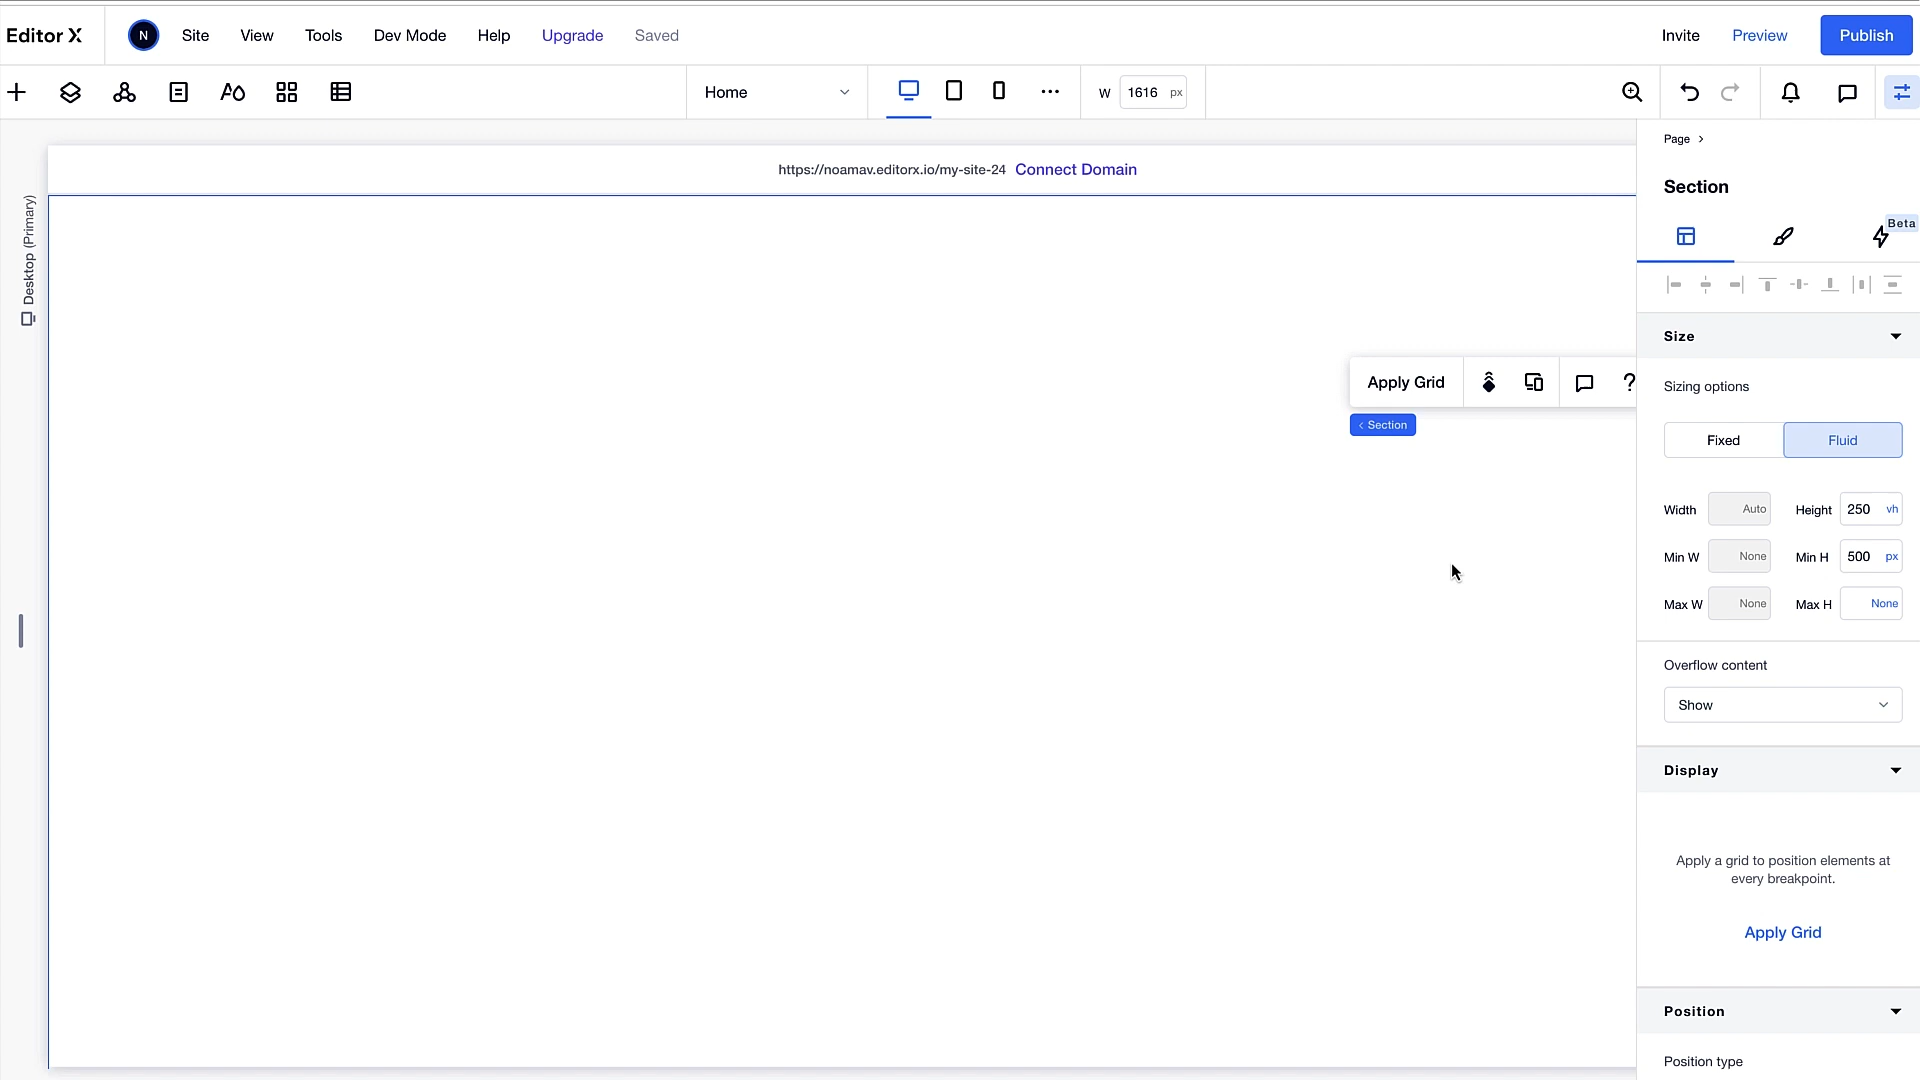 Editor X
N
Site
View
Tools
Dev Mode
Help
Upgrade
Saved
Invite
Preview
Publish
Home
W
1616 px
https://noamav.editorx.io/my-site-24 Connect Domain
Desktop (Primary)
Apply Grid
?
‹ Section
Page ›
Section
Beta
Size
Sizing options
Fixed
Fluid
Width Auto Height 250 vh
Min W None Min H 500 px
Max W None Max H None
Overflow content
Show
Display
Apply a grid to position elements at
every breakpoint.
Apply Grid
Position
Position type